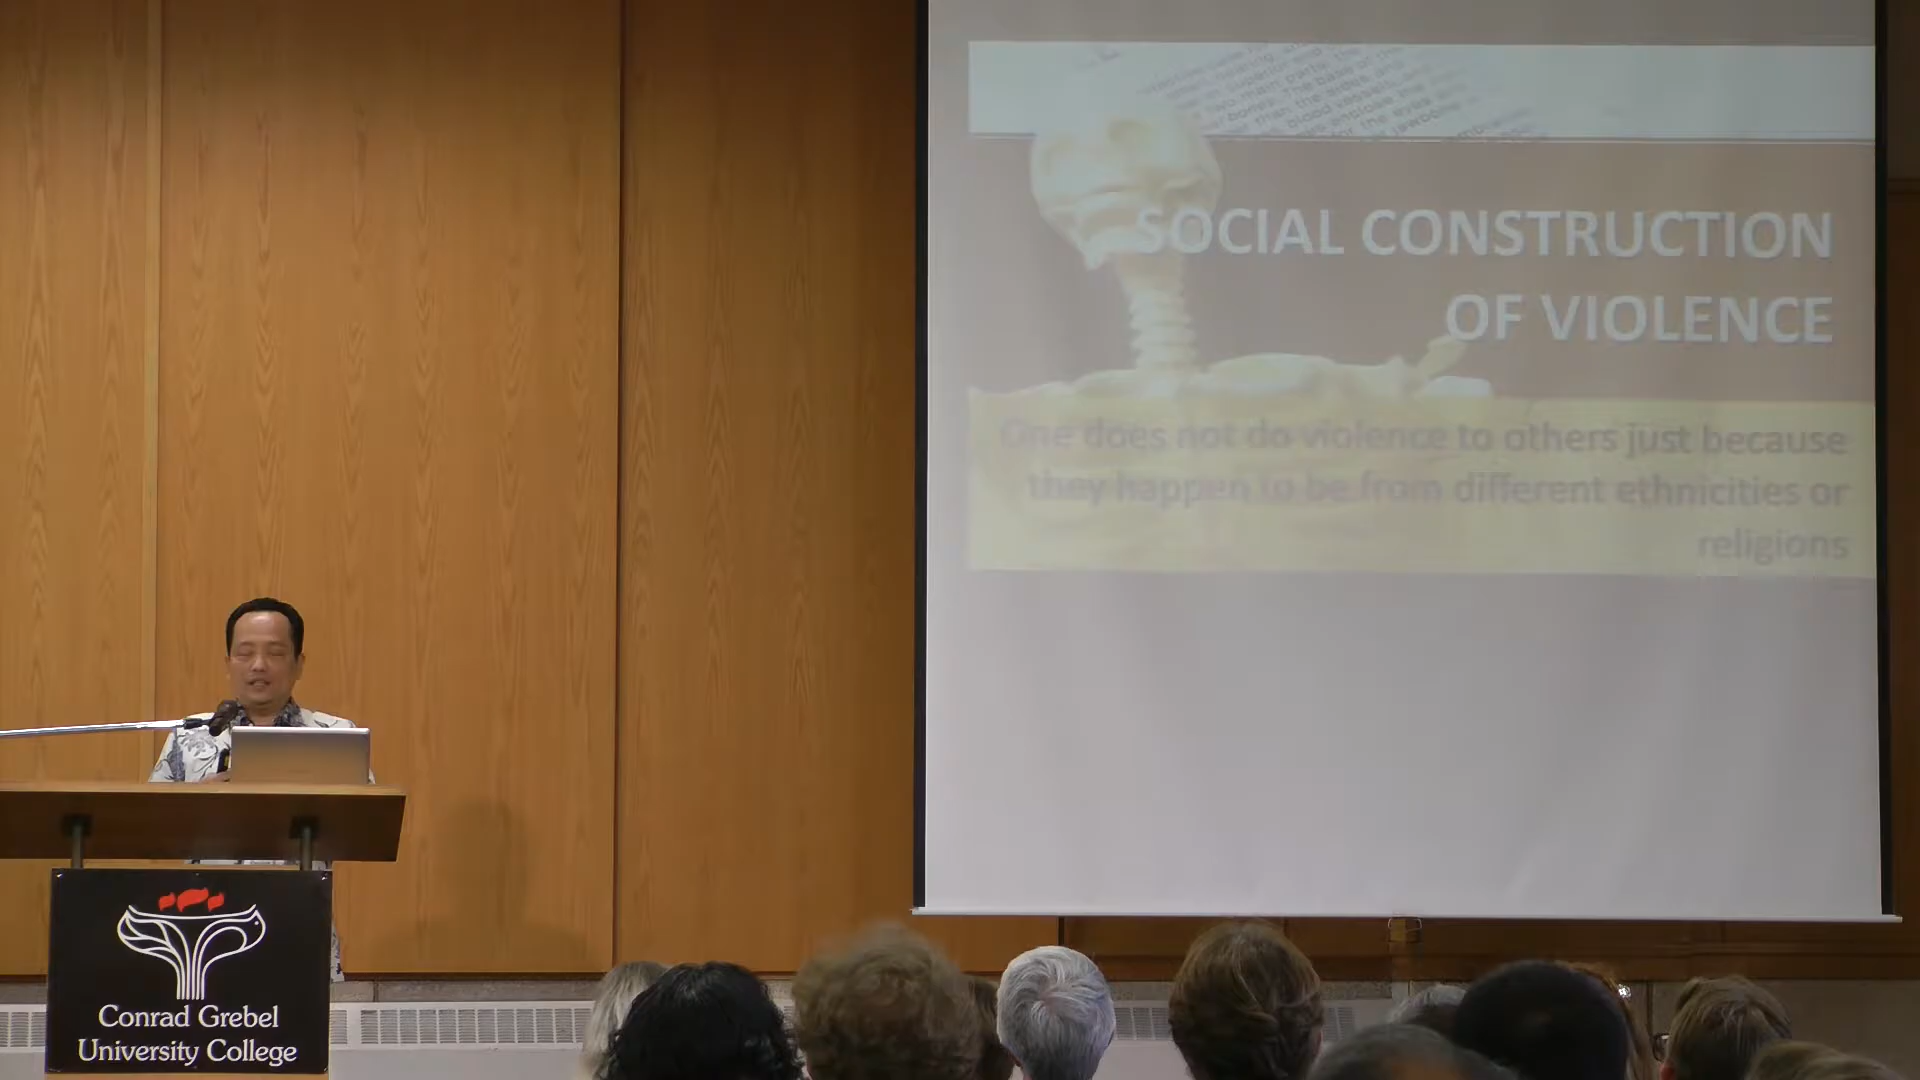 SOCIAL CONSTRUCTION
OF VIOLENCE
One does not do violence to others just because
they happen to be from different ethnicities or
religions
Conrad Grebel
University College